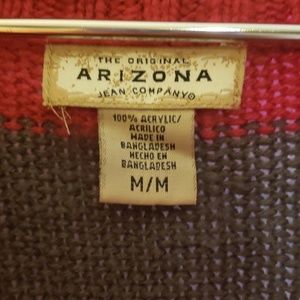 THE ORIGINAL
ARIZONA
JEAN COMPANY®
100% ACRYLIC/
ACRILICO
MADE IN
BANGLADESH
HECHO EN
BANGLADESH
M/M